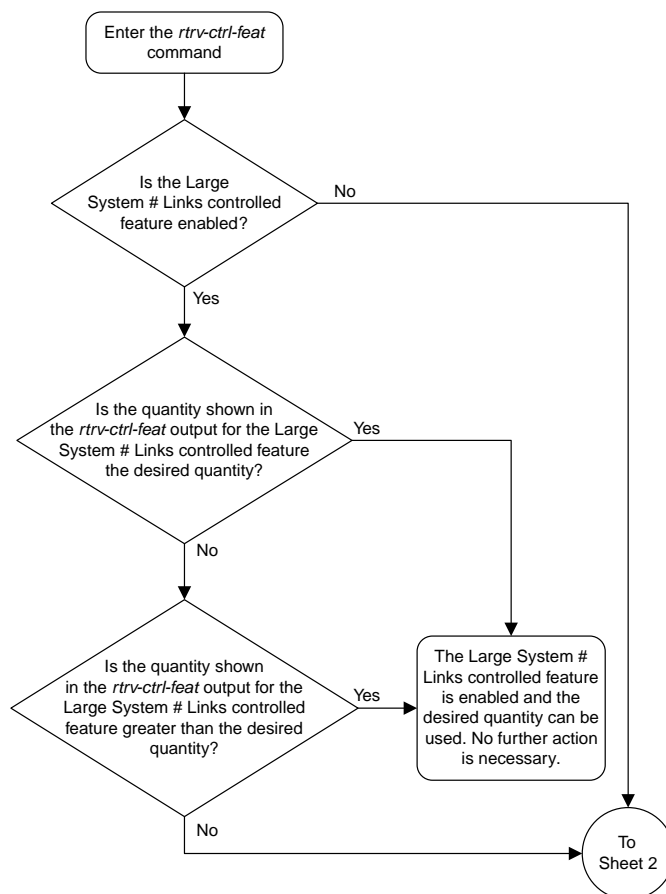 Enter the rtrv-ctrl-feat
command
Is the Large
System # Links controlled
feature enabled?
No
Yes
Is the quantity shown in
the rtrv-ctrl-feat output for the Large
System # Links controlled feature
the desired quantity?
Yes
No
Is the quantity shown
in the rtrv-ctrl-feat output for the
Large System # Links controlled
feature greater than the desired
quantity?
Yes
The Large System #
Links controlled feature
is enabled and the
desired quantity can be
used. No further action
is necessary.
No
To
Sheet 2